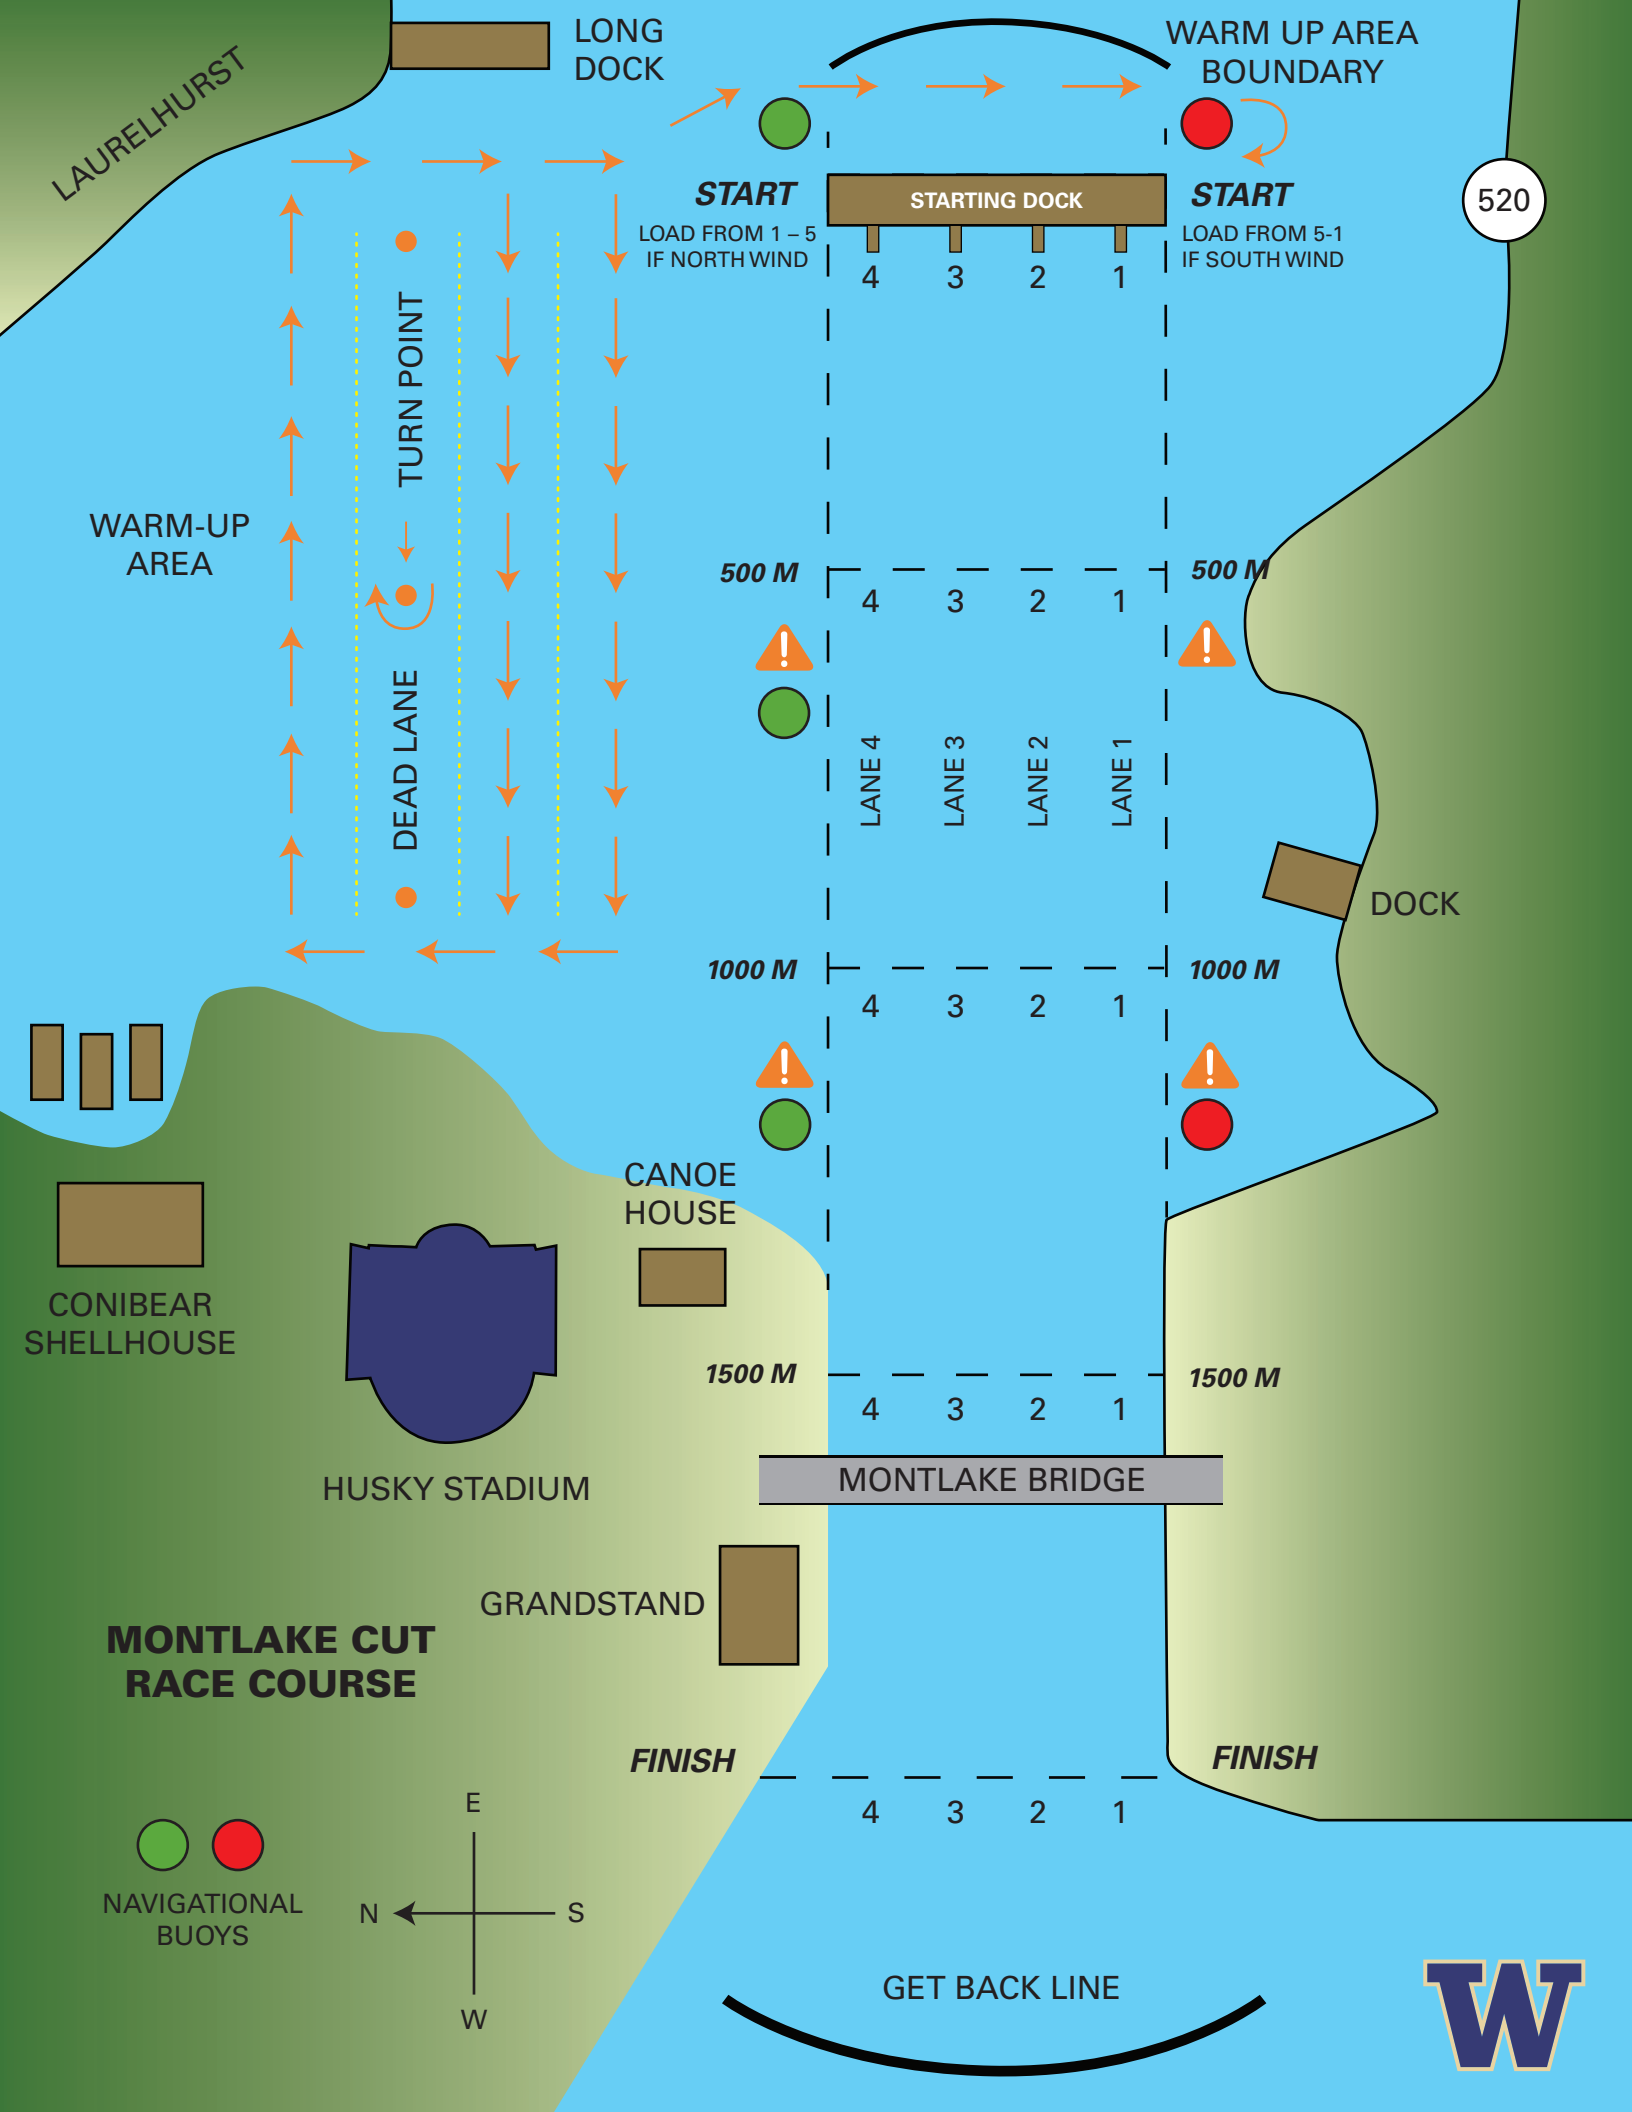 LONG
DOCK
WARM UP AREA
BOUNDARY
LAURELHURST
START
STARTING DOCK
START
520
LOAD FROM 1 – 5
IF NORTH WIND
LOAD FROM 5-1
IF SOUTH WIND
4 3 2 1
TURN POINT
WARM-UP
AREA
500 M
500 M
4 3 2 1
DEAD LANE
LANE 4
LANE 3
LANE 2
LANE 1
DOCK
1000 M
1000 M
4 3 2 1
CANOE
HOUSE
CONIBEAR
SHELLHOUSE
1500 M
1500 M
4 3 2 1
HUSKY STADIUM
MONTLAKE BRIDGE
GRANDSTAND
MONTLAKE CUT
RACE COURSE
FINISH
FINISH
4 3 2 1
E
N
S
W
NAVIGATIONAL
BUOYS
GET BACK LINE
W